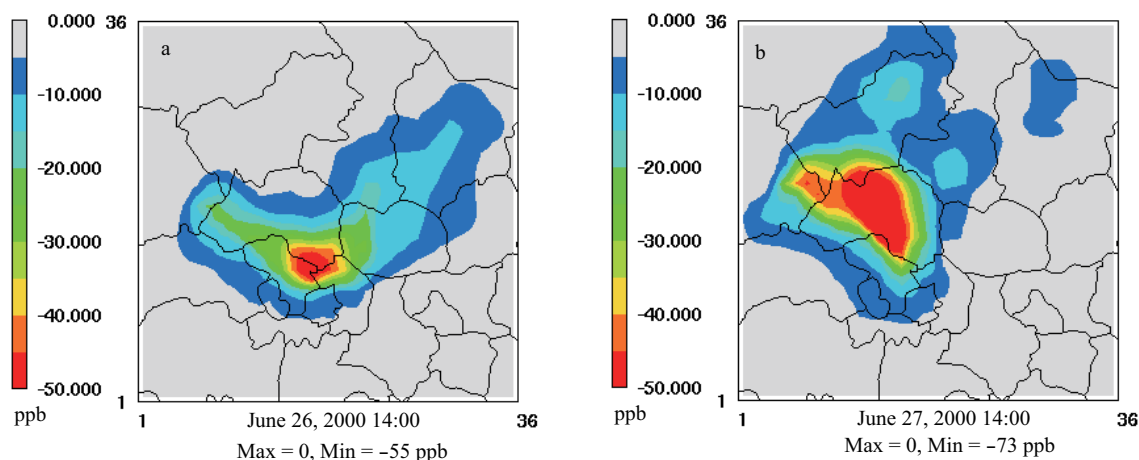 0.000
-10.000
-20.000
-30.000
-40.000
-50.000
ppb
36
a
1
1
36
June 26, 2000 14:00
Max = 0, Min = −55 ppb
0.000
-10.000
-20.000
-30.000
-40.000
-50.000
ppb
36
b
1
1
36
June 27, 2000 14:00
Max = 0, Min = −73 ppb